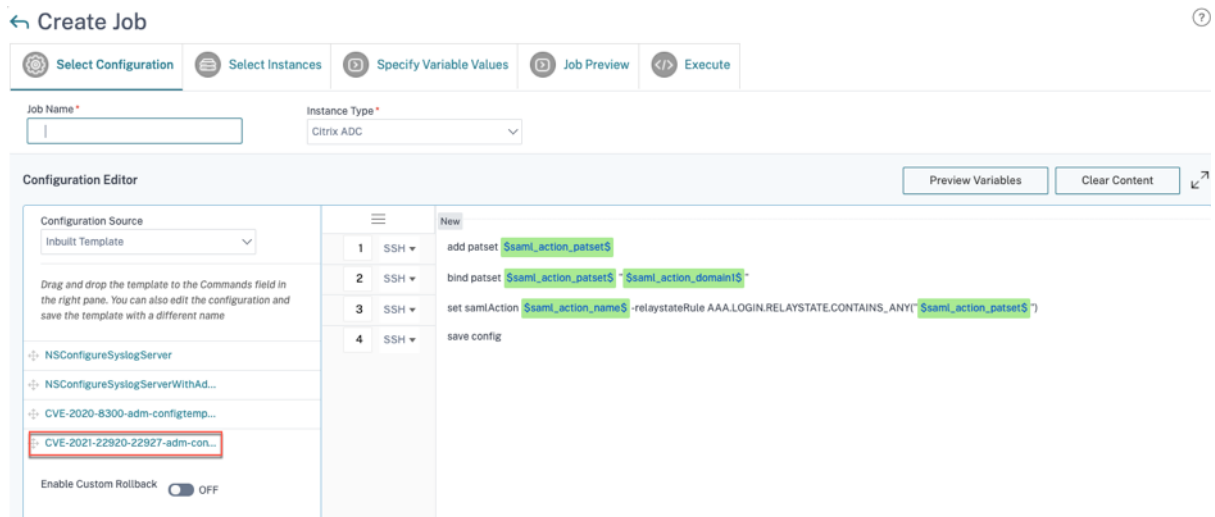 Create Job
?
Select Configuration
Select Instances
Specify Variable Values
Job Preview
Execute
Job Name*
Instance Type*
Citrix ADC
Configuration Editor
Preview Variables
Clear Content
Configuration Source
Inbuilt Template
Drag and drop the template to the Commands field in
the right pane. You can also edit the configuration and
save the template with a different name
NSConfigureSyslogServer
NSConfigureSyslogServerWithAd...
CVE-2020-8300-adm-configtemp...
CVE-2021-22920-22927-adm-con...
Enable Custom Rollback OFF
New
1 SSH add patset $saml_action_patset$
2 SSH bind patset $saml_action_patset$ "$saml_action_domain1$"
3 SSH set samlAction $saml_action_name$ -relaystateRule AAA.LOGIN.RELAYSTATE.CONTAINS_ANY("$saml_action_patset$")
4 SSH save config